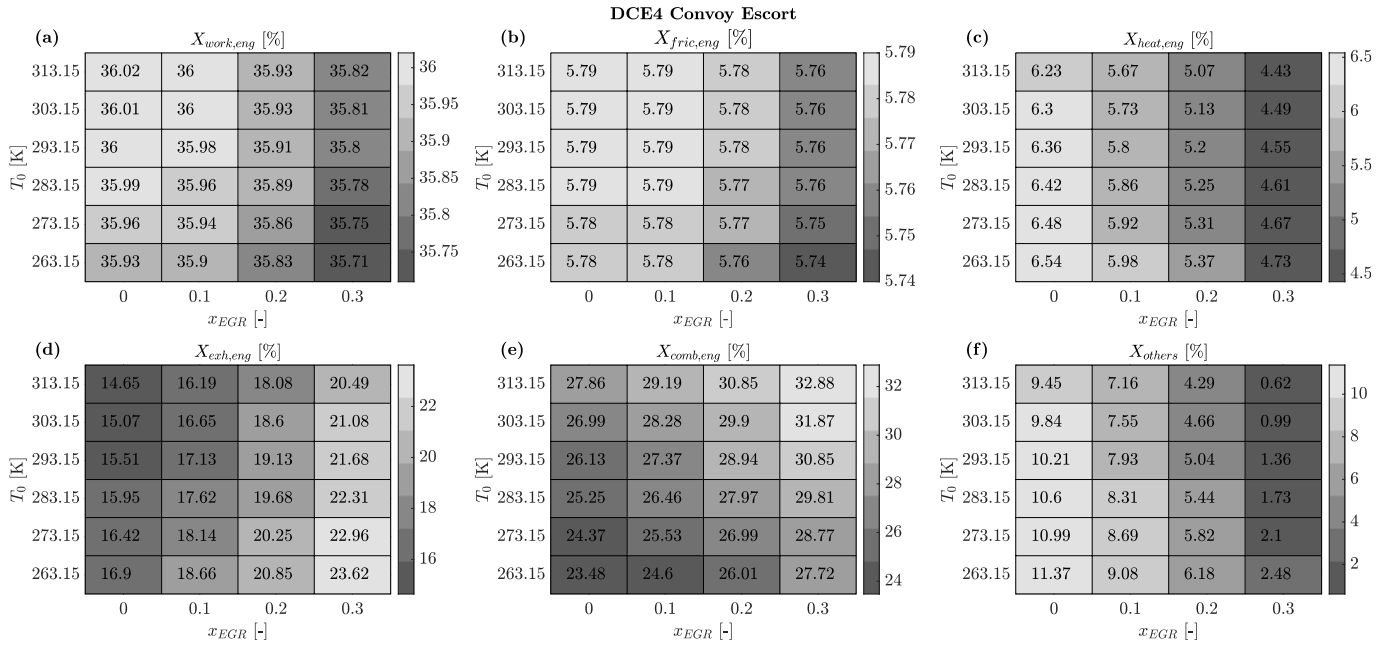 DCE4 Convoy Escort
(a) X_work,eng [%]
313.15 36.02 36 35.93 35.82
303.15 36.01 36 35.93 35.81
293.15 36 35.98 35.91 35.8
283.15 35.99 35.96 35.89 35.78
273.15 35.96 35.94 35.86 35.75
263.15 35.93 35.9 35.83 35.71
0 0.1 0.2 0.3
x_EGR [-]
T_0 [K]
36
35.95
35.9
35.85
35.8
35.75
(b) X_fric,eng [%]
313.15 5.79 5.79 5.78 5.76
303.15 5.79 5.79 5.78 5.76
293.15 5.79 5.79 5.78 5.76
283.15 5.79 5.79 5.77 5.76
273.15 5.78 5.78 5.77 5.75
263.15 5.78 5.78 5.76 5.74
0 0.1 0.2 0.3
x_EGR [-]
T_0 [K]
5.79
5.78
5.77
5.76
5.75
5.74
(c) X_heat,eng [%]
313.15 6.23 5.67 5.07 4.43
303.15 6.3 5.73 5.13 4.49
293.15 6.36 5.8 5.2 4.55
283.15 6.42 5.86 5.25 4.61
273.15 6.48 5.92 5.31 4.67
263.15 6.54 5.98 5.37 4.73
0 0.1 0.2 0.3
x_EGR [-]
T_0 [K]
6.5
6
5.5
5
4.5
(d) X_exh,eng [%]
313.15 14.65 16.19 18.08 20.49
303.15 15.07 16.65 18.6 21.08
293.15 15.51 17.13 19.13 21.68
283.15 15.95 17.62 19.68 22.31
273.15 16.42 18.14 20.25 22.96
263.15 16.9 18.66 20.85 23.62
0 0.1 0.2 0.3
x_EGR [-]
T_0 [K]
22
20
18
16
(e) X_comb,eng [%]
313.15 27.86 29.19 30.85 32.88
303.15 26.99 28.28 29.9 31.87
293.15 26.13 27.37 28.94 30.85
283.15 25.25 26.46 27.97 29.81
273.15 24.37 25.53 26.99 28.77
263.15 23.48 24.6 26.01 27.72
0 0.1 0.2 0.3
x_EGR [-]
T_0 [K]
32
30
28
26
24
(f) X_others [%]
313.15 9.45 7.16 4.29 0.62
303.15 9.84 7.55 4.66 0.99
293.15 10.21 7.93 5.04 1.36
283.15 10.6 8.31 5.44 1.73
273.15 10.99 8.69 5.82 2.1
263.15 11.37 9.08 6.18 2.48
0 0.1 0.2 0.3
x_EGR [-]
T_0 [K]
10
8
6
4
2